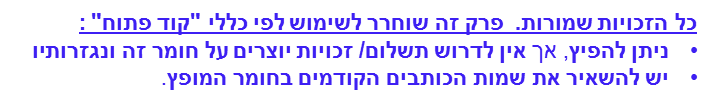 כל הזכויות שמורות. פרק זה שוחרר לשימוש לפי כללי "קוד פתוח" :
• ניתן להפיץ, אך אין לדרוש תשלום/ זכויות יוצרים על חומר זה ונגזרותיו
• יש להשאיר את שמות הכותבים הקודמים בחומר המופץ.